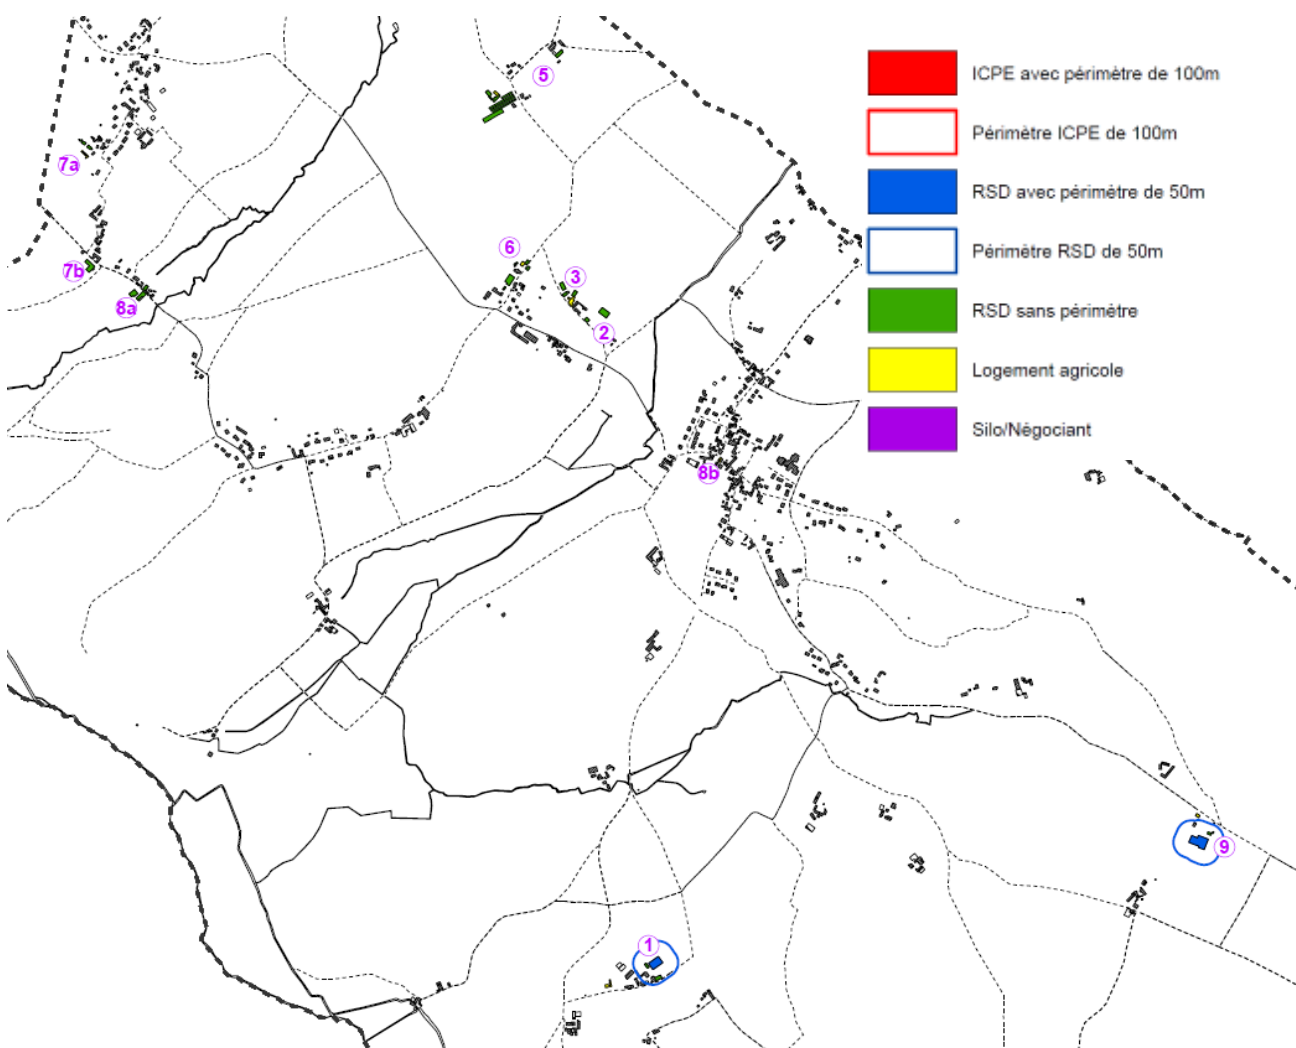 5
ICPE avec périmètre de 100m
Périmètre ICPE de 100m
7a
RSD avec périmètre de 50m
6
Périmètre RSD de 50m
7b
3
8a
RSD sans périmètre
2
Logement agricole
Silo/Négociant
8b
9
1